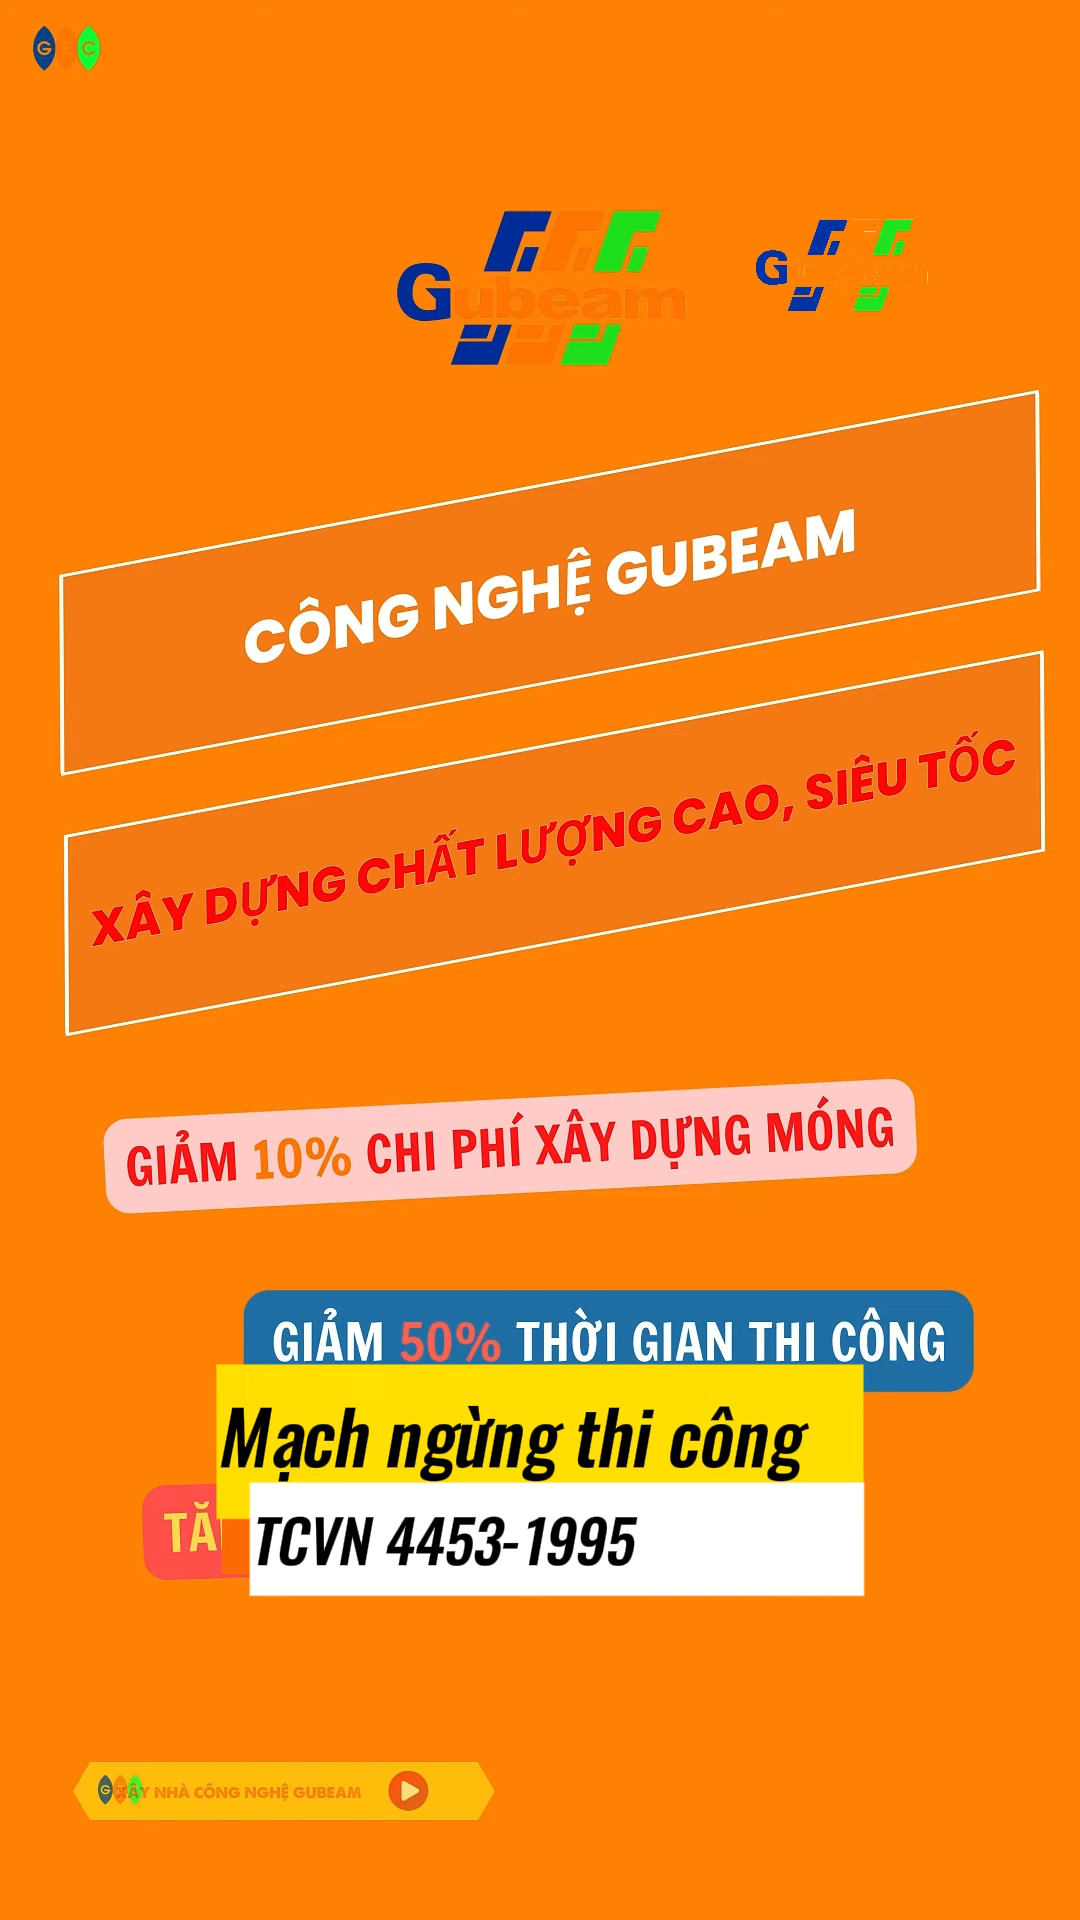 G E C
Gubeam
G
CÔNG NGHỆ GUBEAM
XÂY DỰNG CHẤT LƯỢNG CAO, SIÊU TỐC
GIẢM 10% CHI PHÍ XÂY DỰNG MÓNG
GIẢM 50% THỜI GIAN THI CÔNG
Mạch ngừng thi công
TCVN 4453-1995
XÂY NHÀ CÔNG NGHỆ GUBEAM